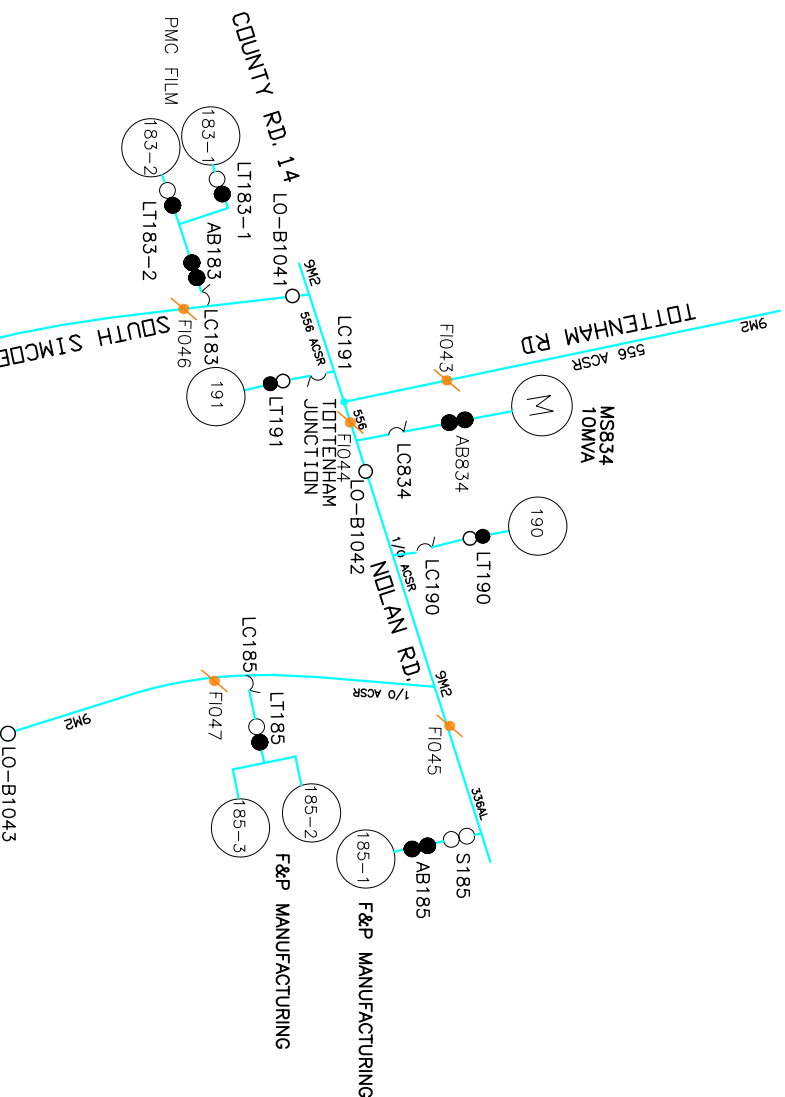 COUNTY RD. 14
PMC FILM
183-1
183-2
LT183-1
LT183-2
AB183
LC183
LO-B1041
9M2
556 ACSR
LC191
FI046
SOUTH SIMCOE
191
LT191
TOTTENHAM
JUNCTION
556
FI044
FI043
TOTTENHAM RD
556 ACSR
9M2
M
MS834
10MVA
AB834
LC834
LO-B1042
190
LT190
LC190
1/0 ACSR
NOLAN RD.
9M2
FI045
336AL
1/0 ACSR
LC185
LT185
FI047
9M2
LO-B1043
185-2
185-3
F&P MANUFACTURING
S185
AB185
185-1
F&P MANUFACTURING